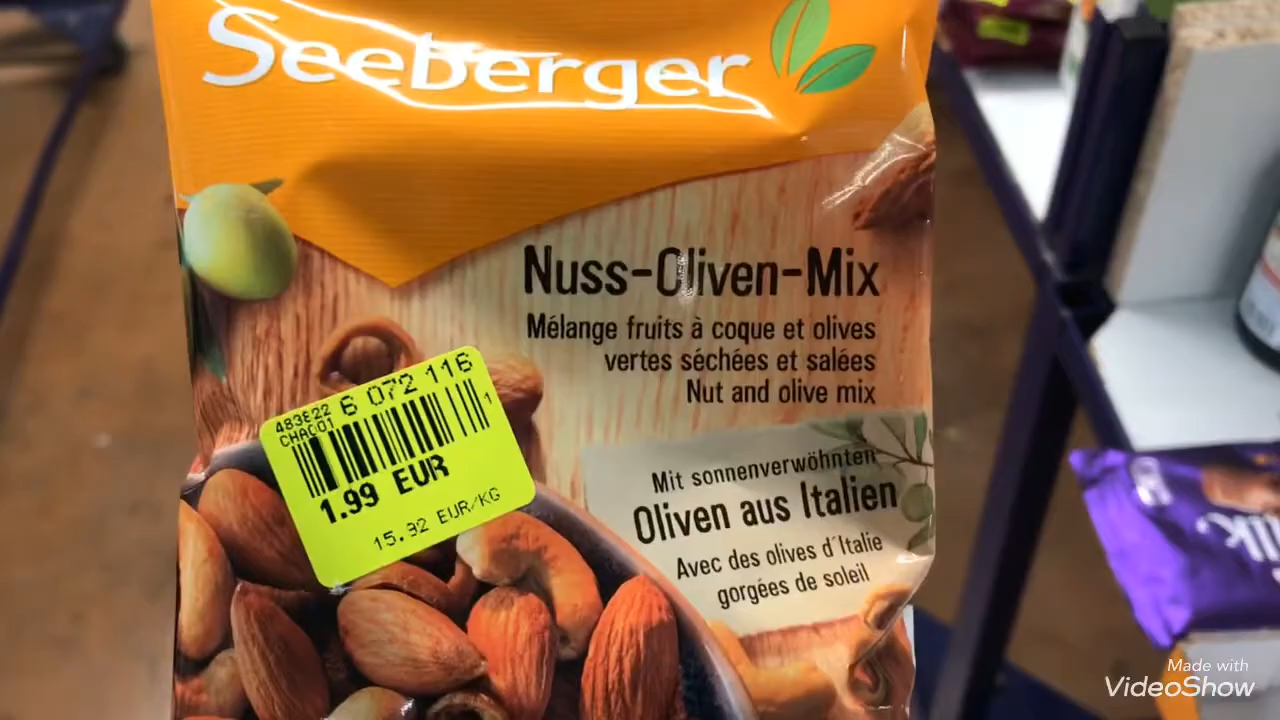 Seeberger
Nuss-Oliven-Mix
Mélange fruits à coque et olives
vertes séchées et salées
Nut and olive mix
483E22 6 072 116
CHAC01
1
1.99 EUR
15.92 EUR/KG
Mit sonnenverwöhnten
Oliven aus Italien
Avec des olives d'Italie
gorgées de soleil
Made with
VideoShow